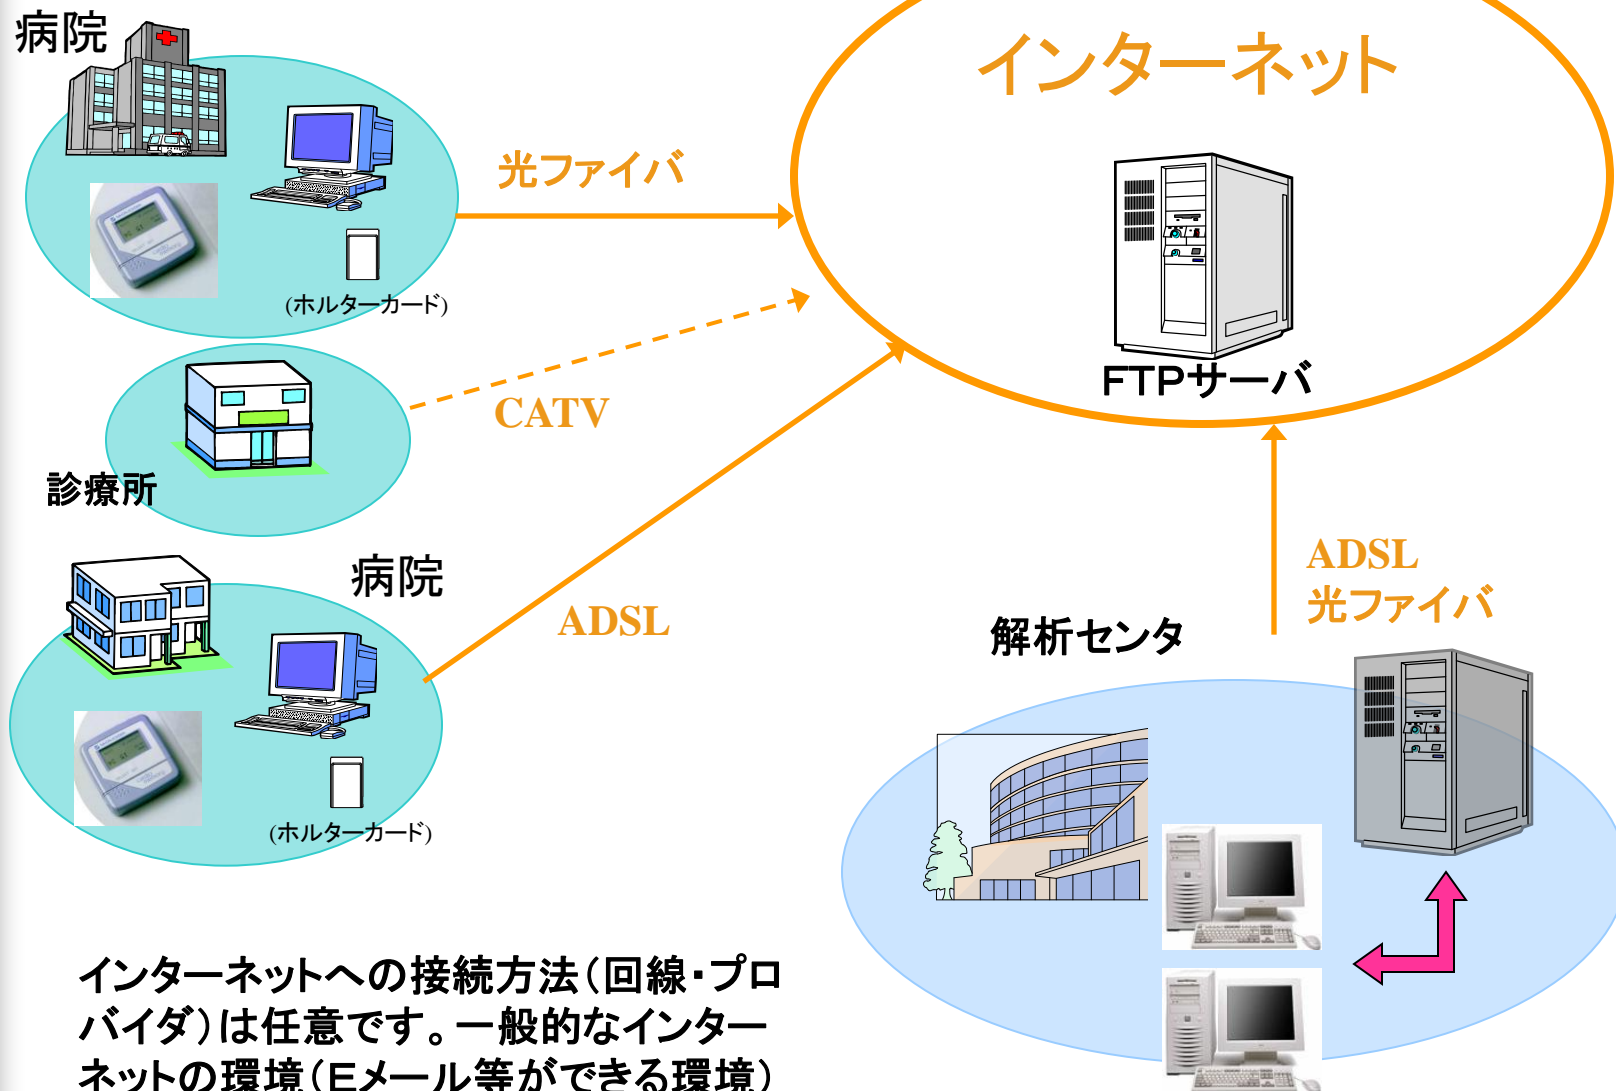 病院
インターネット
光ファイバ
(ホルターカード)
FTPサーバ
CATV
診療所
病院
ADSL
ADSL
光ファイバ
解析センタ
(ホルターカード)
インターネットへの接続方法(回線・プロ
バイダ)は任意です。一般的なインター
ネットの環境(Eメール等ができる環境)